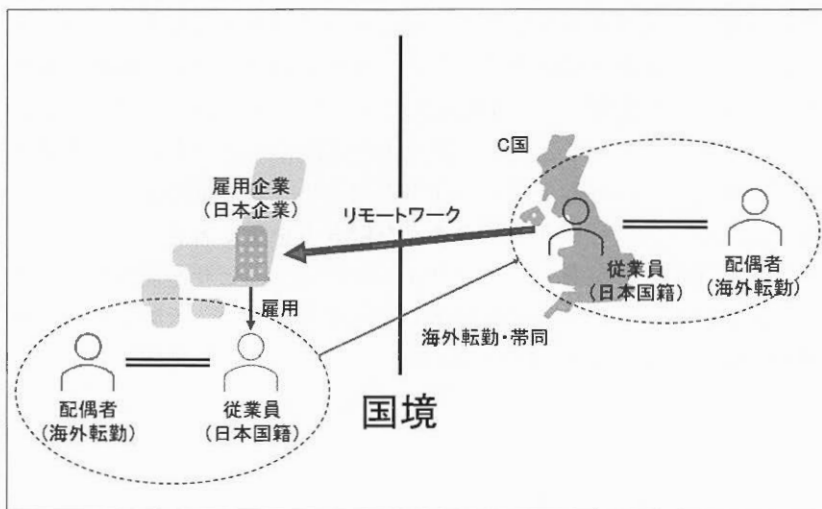 C国
雇用企業
(日本企業)
リモートワーク
従業員
(日本国籍)
配偶者
(海外転勤)
雇用
海外転勤・帯同
配偶者
(海外転勤)
従業員
(日本国籍)
国境